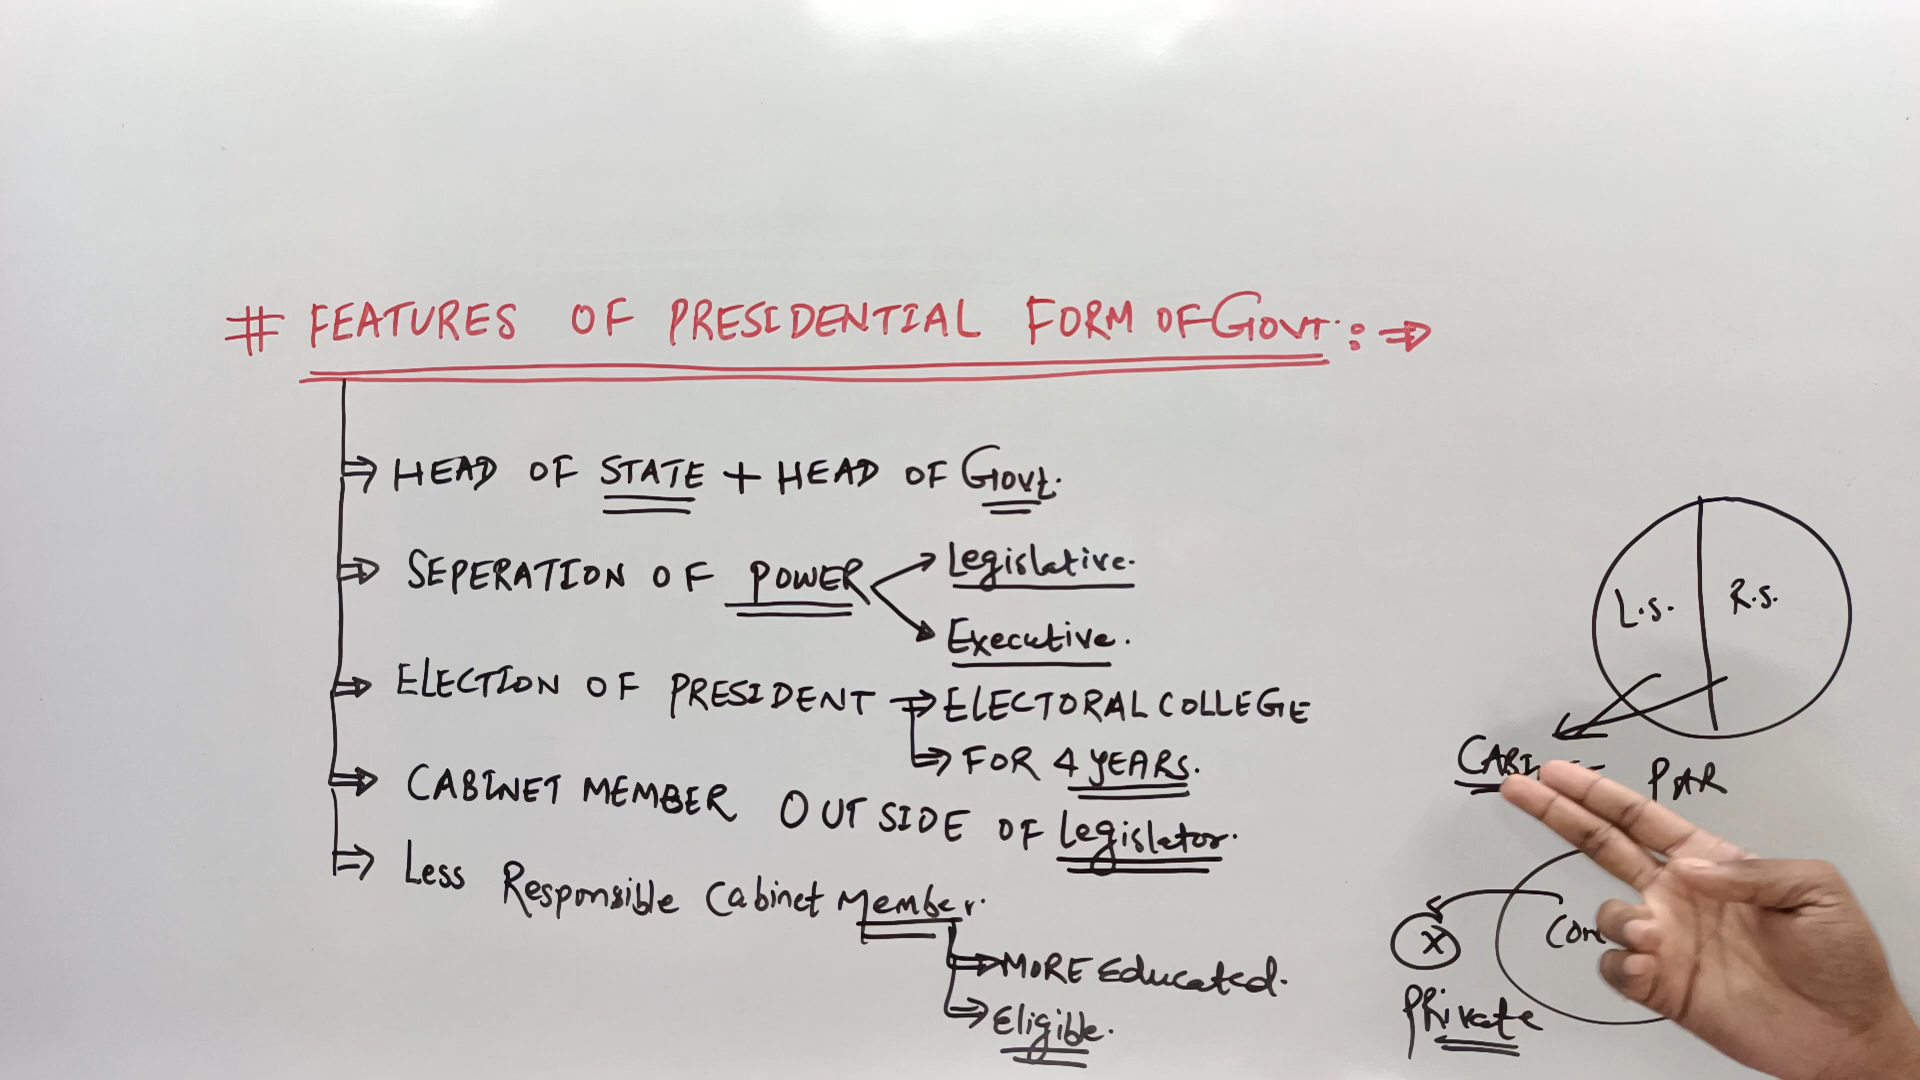 # FEATURES OF PRESIDENTIAL FORM OF GOVT. : ⇒
⇒ HEAD OF STATE + HEAD OF Govt.
⇒ SEPERATION OF POWER
Legislative.
Executive.
⇒ ELECTION OF PRESIDENT ⇒ ELECTORAL COLLEGE
⇒ FOR 4 YEARS.
⇒ CABINET MEMBER OUTSIDE OF Legislator.
⇒ Less Responsible Cabinet Member.
⇒ MORE Educated.
⇒ Eligible.
L.S. R.S.
PAR
X
Private